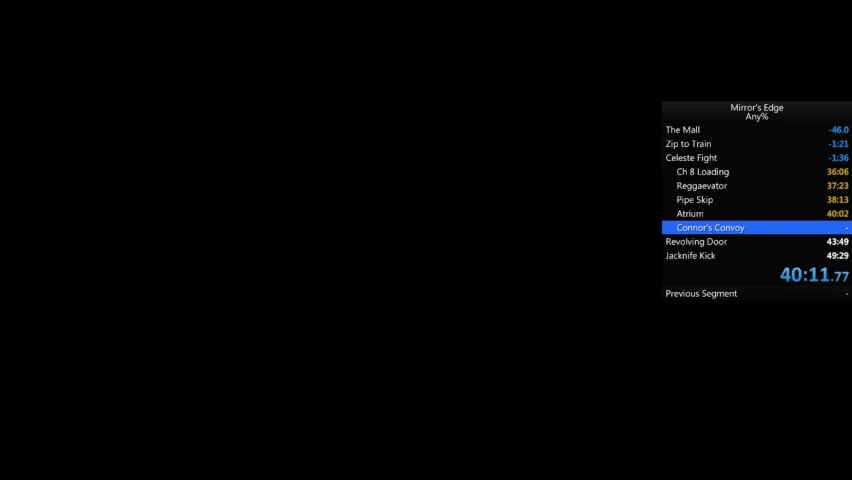 Mirror's Edge
Any%
The Mall -46.0
Zip to Train -1:21
Celeste Fight -1:36
Ch 8 Loading 36:06
Reggaevator 37:23
Pipe Skip 38:13
Atrium 40:02
Connor's Convoy -
Revolving Door 43:49
Jacknife Kick 49:29
40:11.77
Previous Segment -